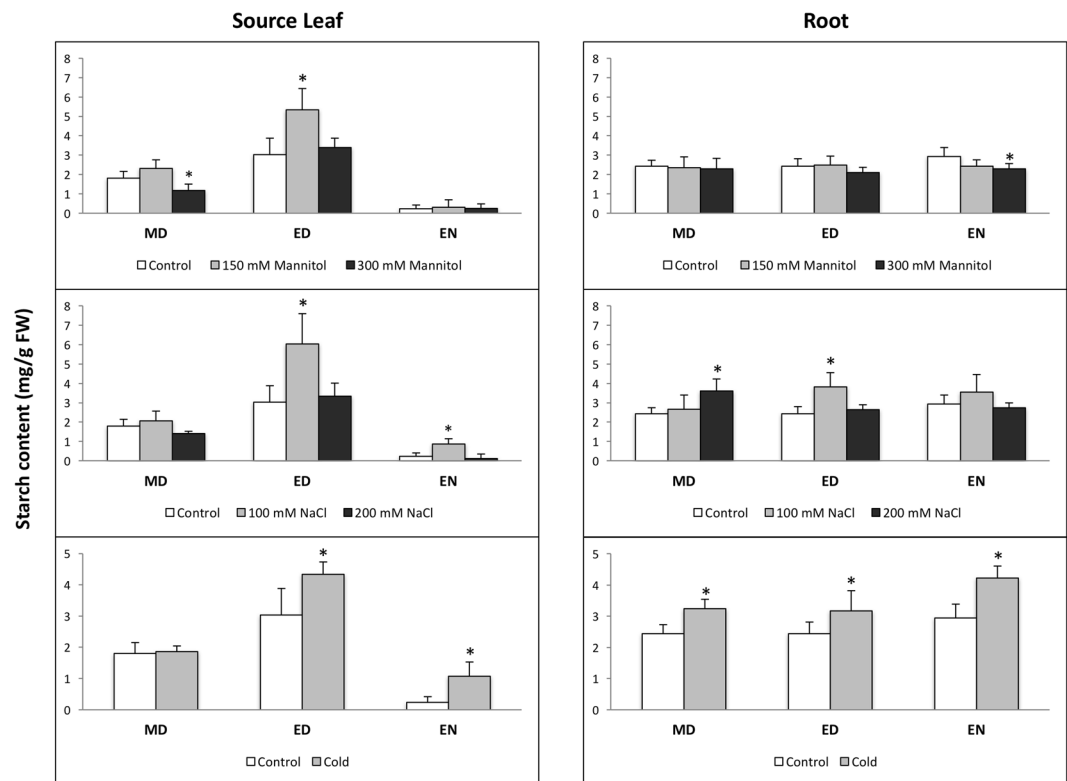 Source Leaf
Root
Starch content (mg/g FW)
8
7
6
5
4
3
2
1
0
*
*
MD
ED
EN
Control
150 mM Mannitol
300 mM Mannitol
8
7
6
5
4
3
2
1
0
*
MD
ED
EN
Control
150 mM Mannitol
300 mM Mannitol
8
7
6
5
4
3
2
1
0
*
*
MD
ED
EN
Control
100 mM NaCl
200 mM NaCl
8
7
6
5
4
3
2
1
0
*
*
MD
ED
EN
Control
100 mM NaCl
200 mM NaCl
5
4
3
2
1
0
*
*
MD
ED
EN
Control
Cold
5
4
3
2
1
0
*
*
*
MD
ED
EN
Control
Cold